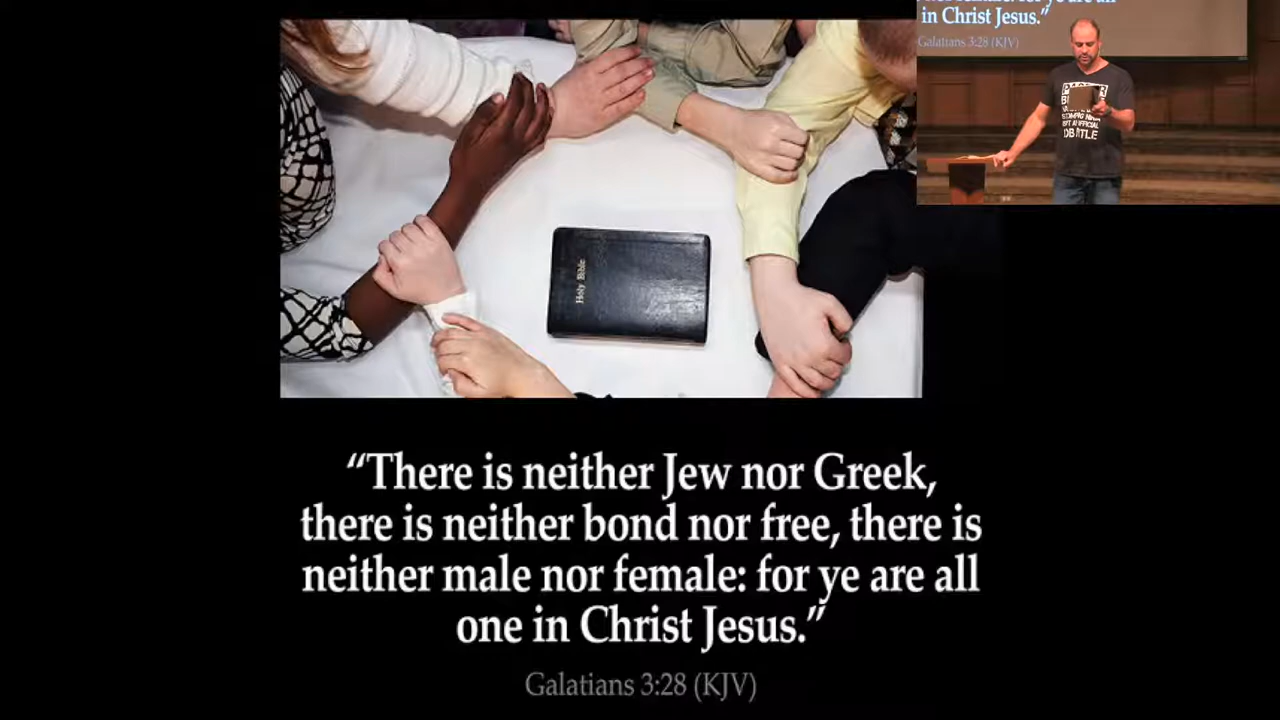 Holy Bible
in Christ Jesus.”
Galatians 3:28 (KJV)
“There is neither Jew nor Greek,
there is neither bond nor free, there is
neither male nor female: for ye are all
one in Christ Jesus.”
Galatians 3:28 (KJV)